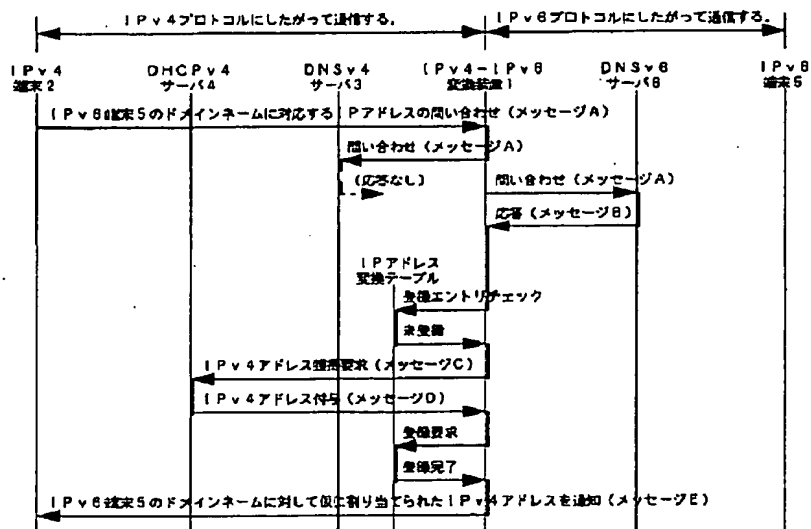 IPv4プロトコルにしたがって通信する。
IPv6プロトコルにしたがって通信する。
IPv4
端末2
DHCPv4
サーバ4
DNSv4
サーバ3
IPv4-IPv6
変換装置1
DNSv6
サーバ6
IPv6
端末5
IPv6端末5のドメインネームに対応するIPアドレスの問い合わせ(メッセージA)
問い合わせ(メッセージA)
(応答なし)
問い合わせ(メッセージA)
応答(メッセージB)
IPアドレス
変換テーブル
登録エントリチェック
未登録
IPv4アドレス獲得要求(メッセージC)
IPv4アドレス付与(メッセージD)
登録要求
登録完了
IPv6端末5のドメインネームに対して仮に割り当てられたIPv4アドレスを通知(メッセージE)